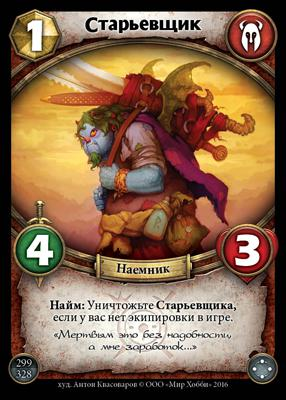 1
Старьевщик
4
3
Наемник
Найм: Уничтожьте Старьевщика,
если у вас нет экипировки в игре.
«Мертвым это без надобности,
а мне заработок...»
299
328
худ. Антон Квасоваров © ООО «Мир Хобби» 2016